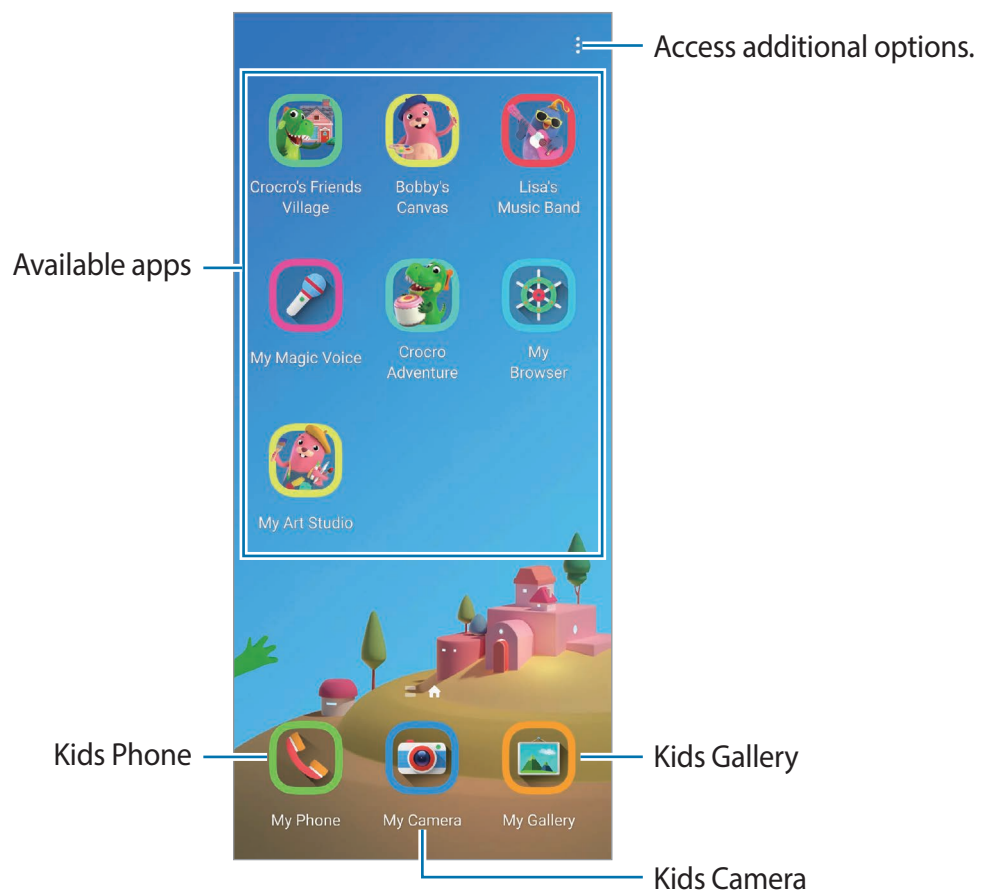 Access additional options.
Crocro's Friends
Village
Bobby's
Canvas
Lisa's
Music Band
Available apps
My Magic Voice
Crocro
Adventure
My
Browser
My Art Studio
Kids Phone
Kids Gallery
My Phone
My Camera
My Gallery
Kids Camera